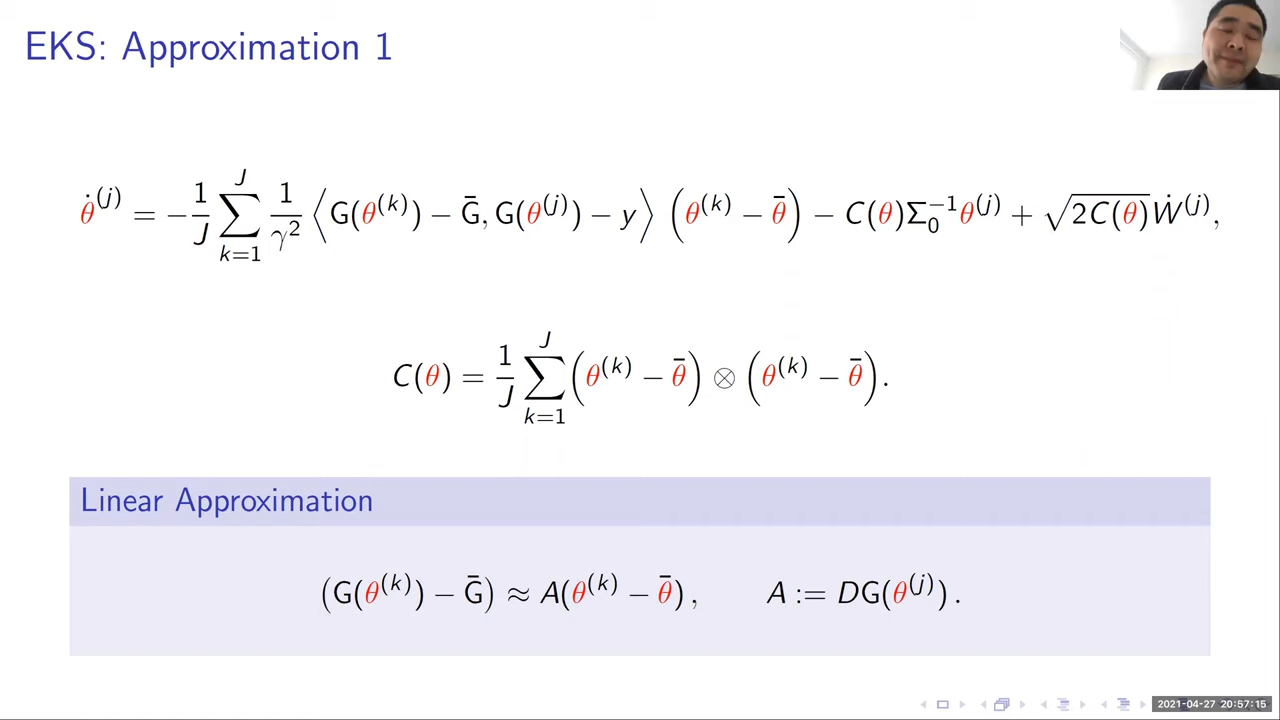 EKS: Approximation 1
θ̇^(j) = −(1/J) ∑_{k=1}^{J} (1/γ²) ⟨G(θ^(k)) − Ḡ, G(θ^(j)) − y⟩ (θ^(k) − θ̄) − C(θ)Σ₀⁻¹θ^(j) + √(2C(θ)) Ẇ^(j),
C(θ) = (1/J) ∑_{k=1}^{J} (θ^(k) − θ̄) ⊗ (θ^(k) − θ̄).
Linear Approximation
(G(θ^(k)) − Ḡ) ≈ A(θ^(k) − θ̄), A := DG(θ^(j)).
2021-04-27 20:57:15